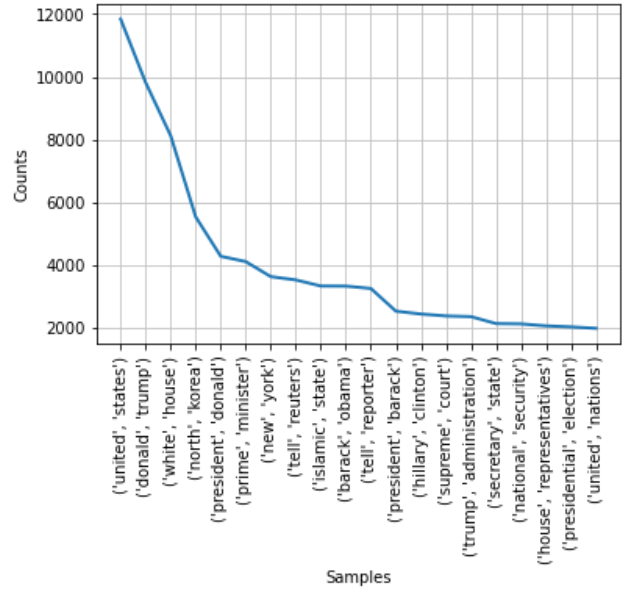 12000
10000
8000
6000
4000
2000
Counts
('united', 'states')
('donald', 'trump')
('white', 'house')
('north', 'korea')
('president', 'donald')
('prime', 'minister')
('new', 'york')
('tell', 'reuters')
('islamic', 'state')
('barack', 'obama')
('tell', 'reporter')
('president', 'barack')
('hillary', 'clinton')
('supreme', 'court')
('trump', 'administration')
('secretary', 'state')
('national', 'security')
('house', 'representatives')
('presidential', 'election')
('united', 'nations')
Samples